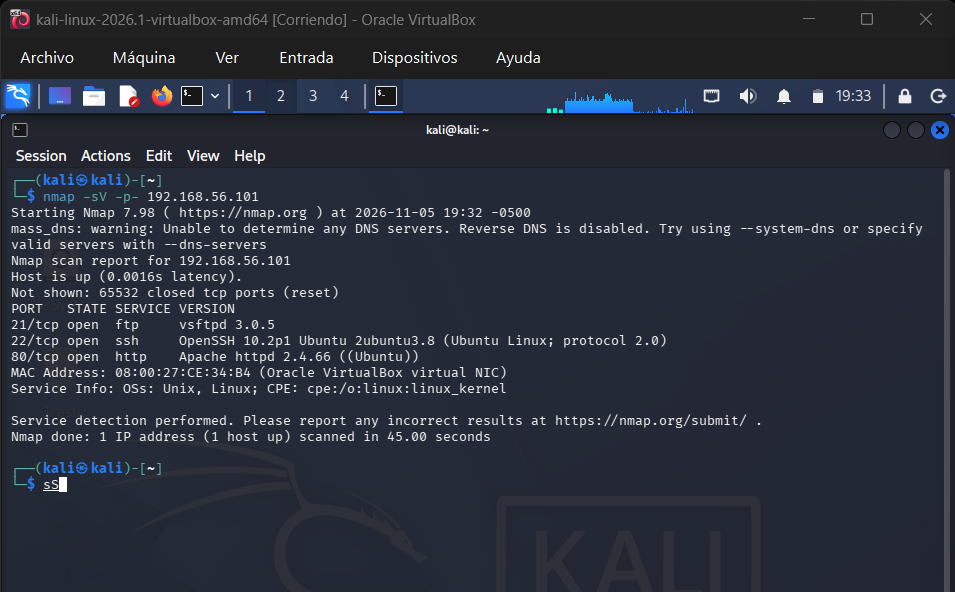 kali-linux-2026.1-virtualbox-amd64 [Corriendo] - Oracle VirtualBox
Archivo Máquina Ver Entrada Dispositivos Ayuda
1 2 3 4 19:33
kali@kali: ~
Session Actions Edit View Help
┌──(kali㉿kali)-[~]
└─$ nmap -sV -p- 192.168.56.101
Starting Nmap 7.98 ( https://nmap.org ) at 2026-11-05 19:32 -0500
mass_dns: warning: Unable to determine any DNS servers. Reverse DNS is disabled. Try using --system-dns or specify
valid servers with --dns-servers
Nmap scan report for 192.168.56.101
Host is up (0.0016s latency).
Not shown: 65532 closed tcp ports (reset)
PORT   STATE SERVICE VERSION
21/tcp open  ftp     vsftpd 3.0.5
22/tcp open  ssh     OpenSSH 10.2p1 Ubuntu 2ubuntu3.8 (Ubuntu Linux; protocol 2.0)
80/tcp open  http    Apache httpd 2.4.66 ((Ubuntu))
MAC Address: 08:00:27:CE:34:B4 (Oracle VirtualBox virtual NIC)
Service Info: OSs: Unix, Linux; CPE: cpe:/o:linux:linux_kernel
Service detection performed. Please report any incorrect results at https://nmap.org/submit/ .
Nmap done: 1 IP address (1 host up) scanned in 45.00 seconds
┌──(kali㉿kali)-[~]
└─$ sS
KALI